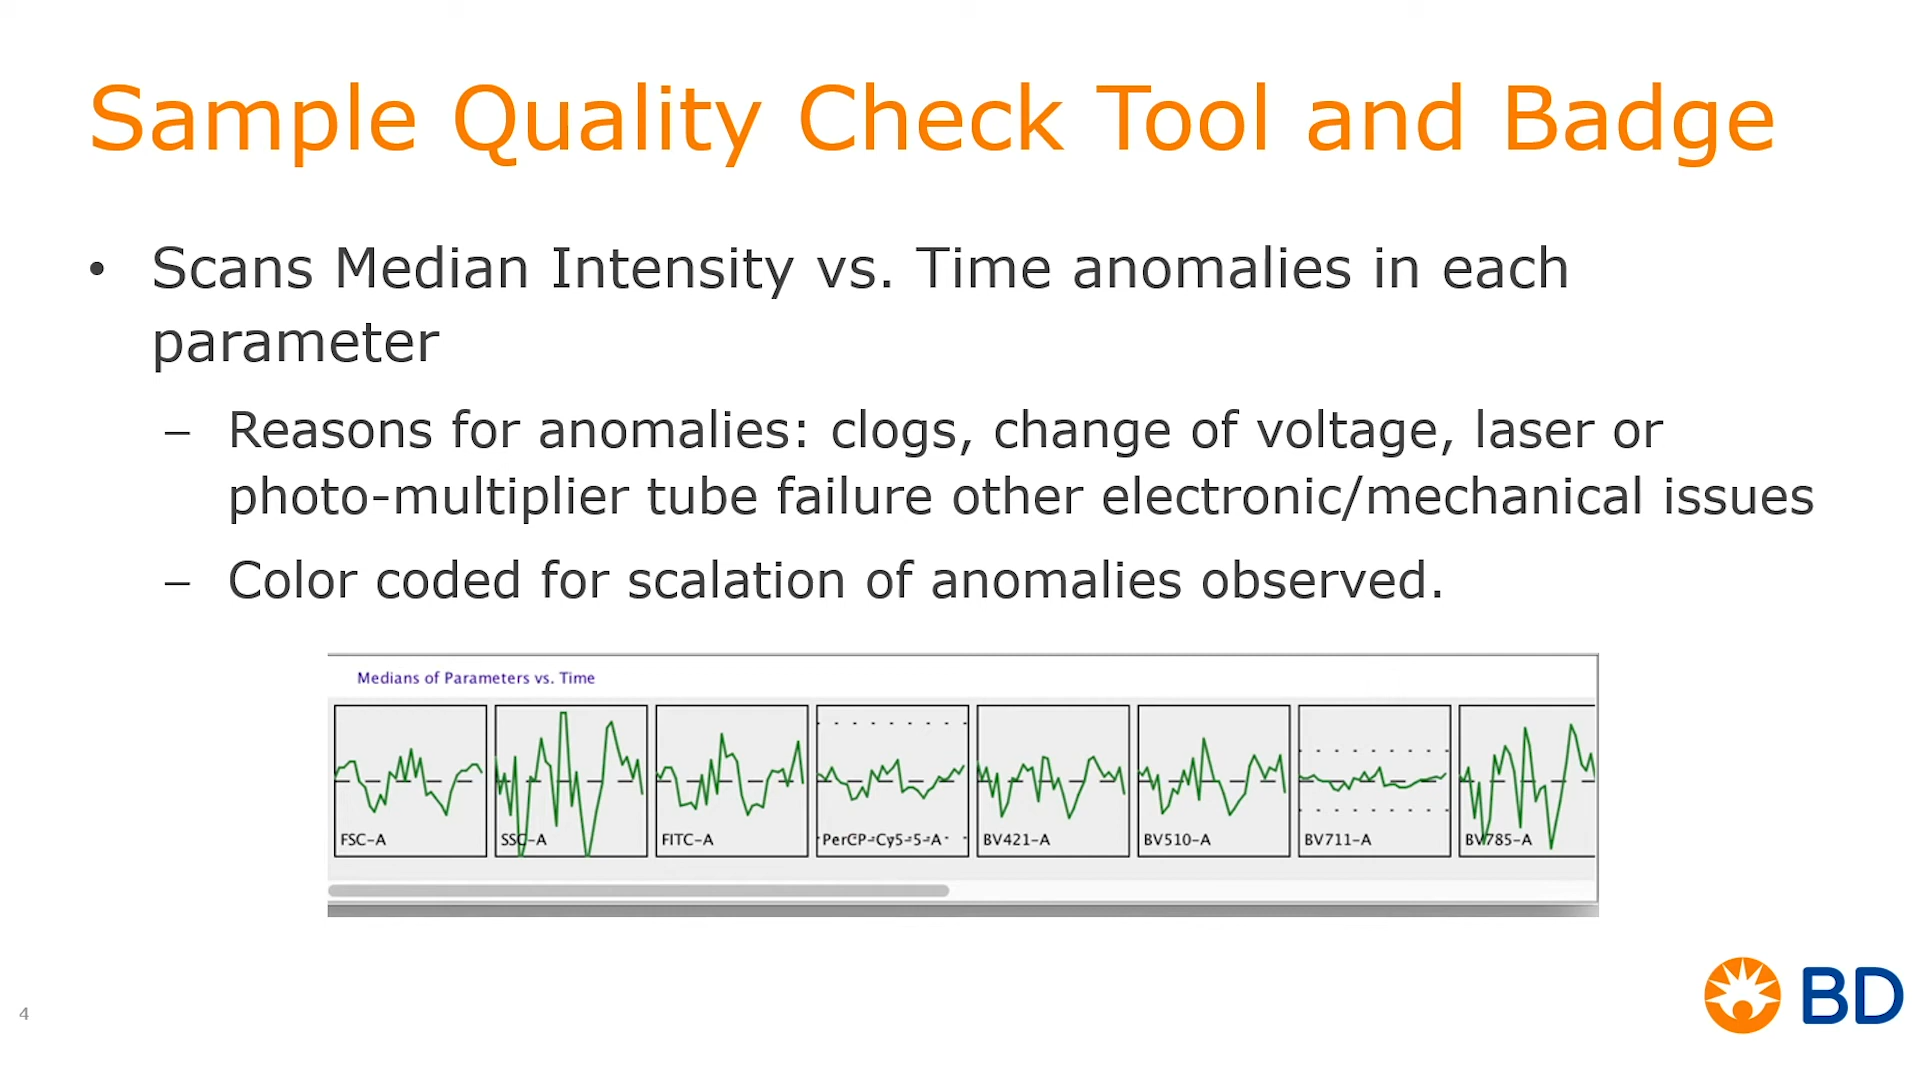 Sample Quality Check Tool and Badge
• Scans Median Intensity vs. Time anomalies in each
parameter
– Reasons for anomalies: clogs, change of voltage, laser or
photo-multiplier tube failure other electronic/mechanical issues
– Color coded for scalation of anomalies observed.
Medians of Parameters vs. Time
FSC-A
SSC-A
FITC-A
PerCP-Cy5-5-A
BV421-A
BV510-A
BV711-A
BV785-A
4
BD